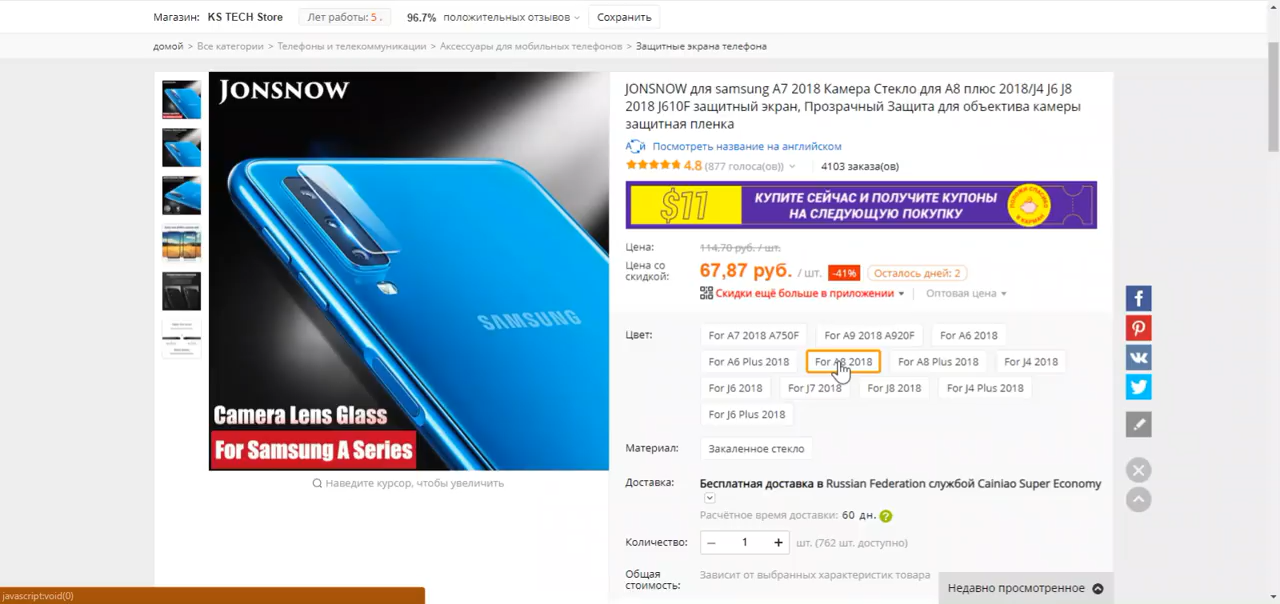 Магазин: KS TECH Store Лет работы: 5 . 96.7% положительных отзывов Сохранить
домой > Все категории > Телефоны и телекоммуникации > Аксессуары для мобильных телефонов > Защитные экрана телефона
JONSNOW
SAMSUNG
Camera Lens Glass
For Samsung A Series
Наведите курсор, чтобы увеличить
JONSNOW для samsung A7 2018 Камера Стекло для A8 плюс 2018/J4 J6 J8
2018 J610F защитный экран, Прозрачный Защита для объектива камеры
защитная пленка
Посмотреть название на английском
4.8 (877 голоса(ов)) 4103 заказа(ов)
$11 КУПИТЕ СЕЙЧАС И ПОЛУЧИТЕ КУПОНЫ
НА СЛЕДУЮЩУЮ ПОКУПКУ
Цена: 114,70 руб. / шт.
Цена со
скидкой: 67,87 руб. / шт. -41% Осталось дней: 2
Скидки ещё больше в приложении Оптовая цена
Цвет: For A7 2018 A750F For A9 2018 A920F For A6 2018
For A6 Plus 2018 For A8 2018 For A8 Plus 2018 For J4 2018
For J6 2018 For J7 2018 For J8 2018 For J4 Plus 2018
For J6 Plus 2018
Материал: Закаленное стекло
Доставка: Бесплатная доставка в Russian Federation службой Cainiao Super Economy
Расчётное время доставки: 60 дн. ?
Количество: − 1 + шт. (762 шт. доступно)
Общая
стоимость: Зависит от выбранных характеристик товара
Недавно просмотренное
javascript:void(0)